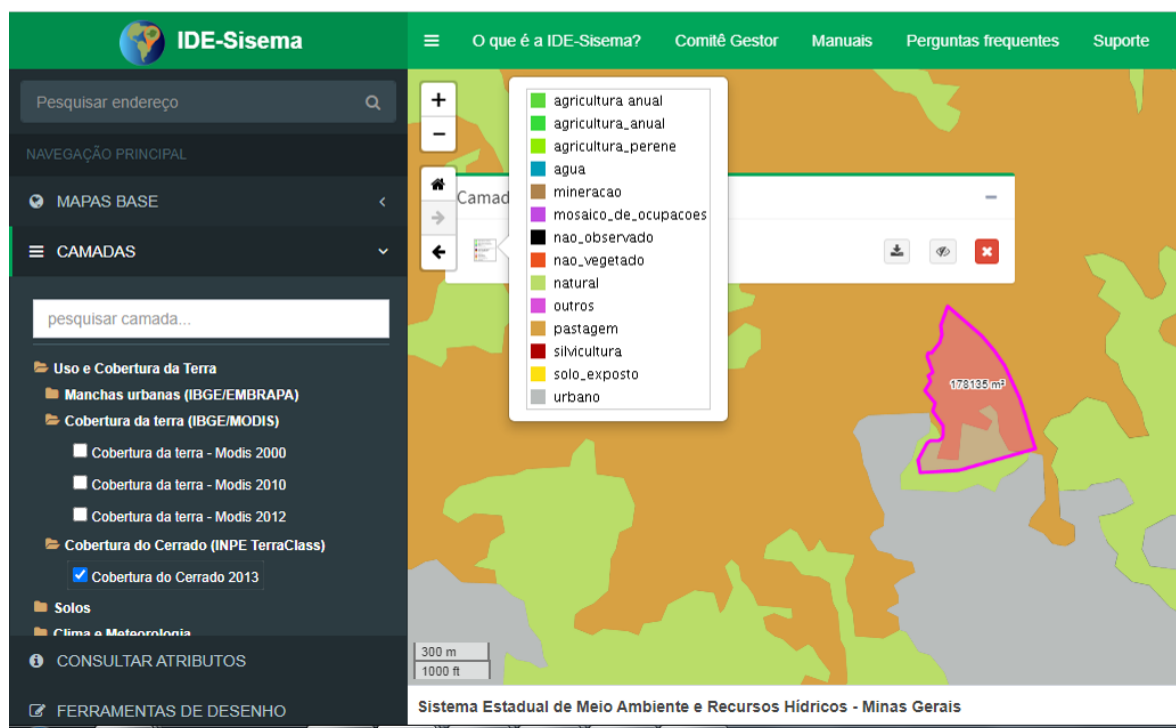 IDE-Sisema
O que é a IDE-Sisema? Comitê Gestor Manuais Perguntas frequentes Suporte
Pesquisar endereço
NAVEGAÇÃO PRINCIPAL
MAPAS BASE
CAMADAS
pesquisar camada...
Uso e Cobertura da Terra
Manchas urbanas (IBGE/EMBRAPA)
Cobertura da terra (IBGE/MODIS)
Cobertura da terra - Modis 2000
Cobertura da terra - Modis 2010
Cobertura da terra - Modis 2012
Cobertura do Cerrado (INPE TerraClass)
Cobertura do Cerrado 2013
Solos
Clima e Meteorologia
CONSULTAR ATRIBUTOS
FERRAMENTAS DE DESENHO
+
−
Camad
agricultura anual
agricultura_anual
agricultura_perene
agua
mineracao
mosaico_de_ocupacoes
nao_observado
nao_vegetado
natural
outros
pastagem
silvicultura
solo_exposto
urbano
178135 m²
300 m
1000 ft
Sistema Estadual de Meio Ambiente e Recursos Hídricos - Minas Gerais